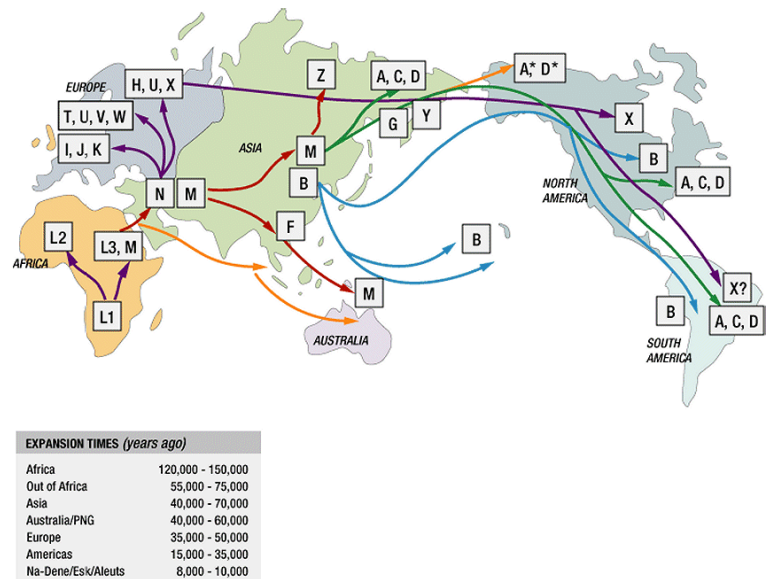 Z
A, C, D
A,* D*
EUROPE
H, U, X
T, U, V, W
G
Y
X
I, J, K
ASIA
M
B
B
N
M
NORTH
AMERICA
A, C, D
L2
L3, M
F
B
AFRICA
M
X?
L1
B
A, C, D
AUSTRALIA
SOUTH
AMERICA
EXPANSION TIMES (years ago)
Africa 120,000 - 150,000
Out of Africa 55,000 - 75,000
Asia 40,000 - 70,000
Australia/PNG 40,000 - 60,000
Europe 35,000 - 50,000
Americas 15,000 - 35,000
Na-Dene/Esk/Aleuts 8,000 - 10,000